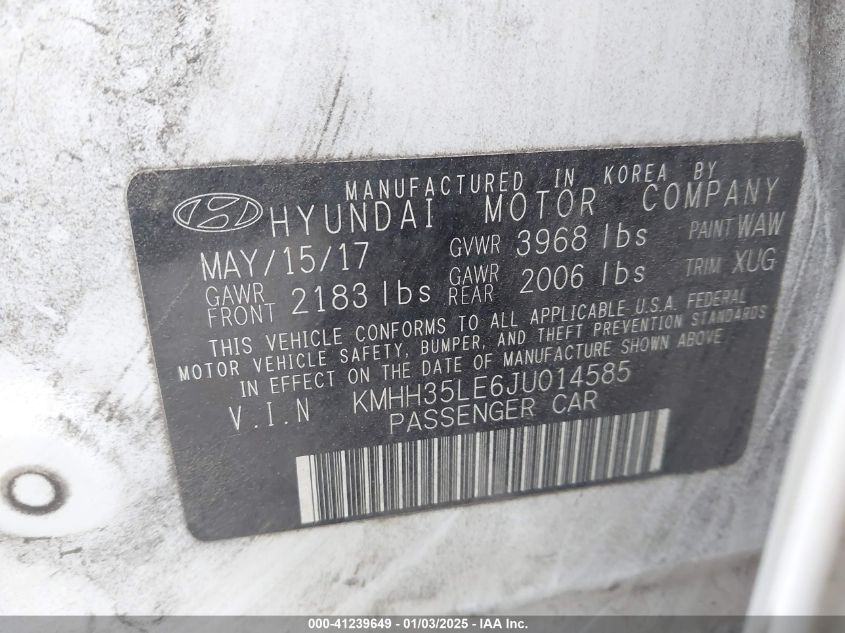 MANUFACTURED IN KOREA BY
HYUNDAI MOTOR COMPANY
MAY/15/17 GVWR 3968 lbs PAINT WAW
GAWR FRONT 2183 lbs GAWR REAR 2006 lbs TRIM XUG
THIS VEHICLE CONFORMS TO ALL APPLICABLE U.S.A. FEDERAL
MOTOR VEHICLE SAFETY, BUMPER, AND THEFT PREVENTION STANDARDS
IN EFFECT ON THE DATE OF MANUFACTURE SHOWN ABOVE
V.I.N KMHH35LE6JU014585
PASSENGER CAR
000-41239649 - 01/03/2025 - IAA Inc.